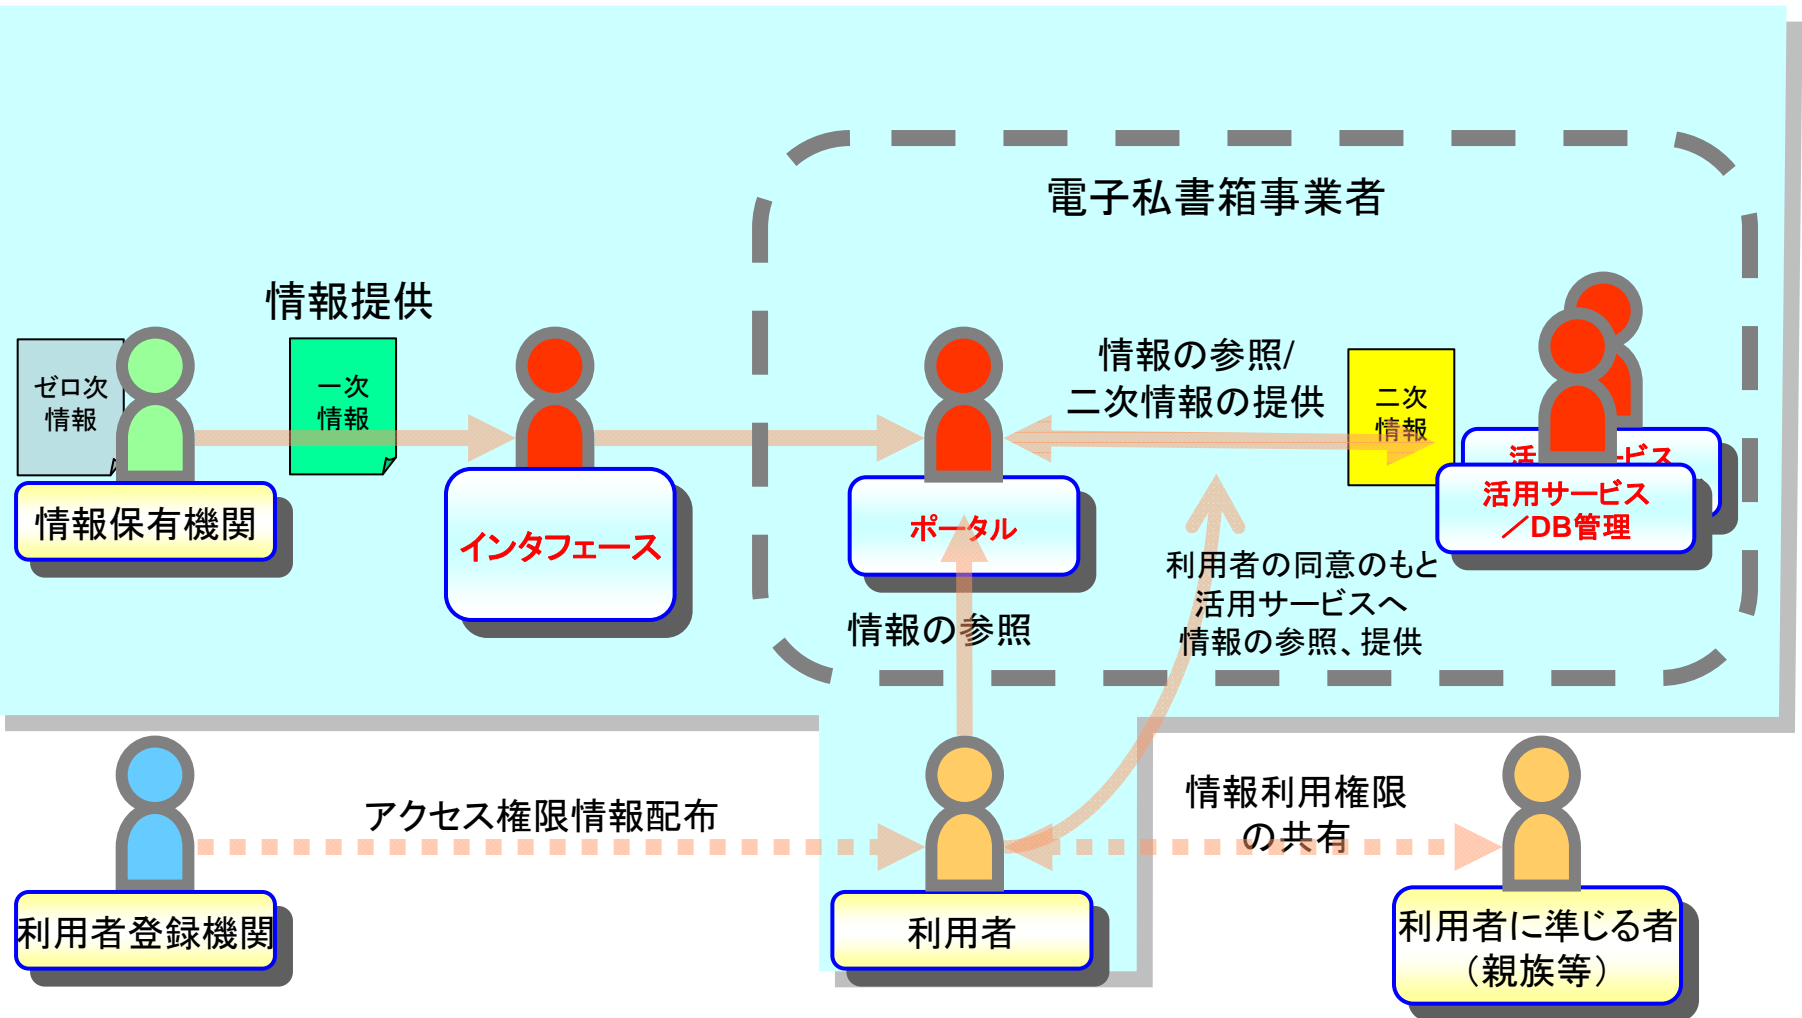 電子私書箱事業者
情報提供
ゼロ次
情報
一次
情報
情報の参照/
二次情報の提供
二次
情報
情報保有機関
インタフェース
ポータル
活用サービス
／DB管理
利用者の同意のもと
活用サービスへ
情報の参照、提供
情報の参照
アクセス権限情報配布
情報利用権限
の共有
利用者登録機関
利用者
利用者に準じる者
（親族等）